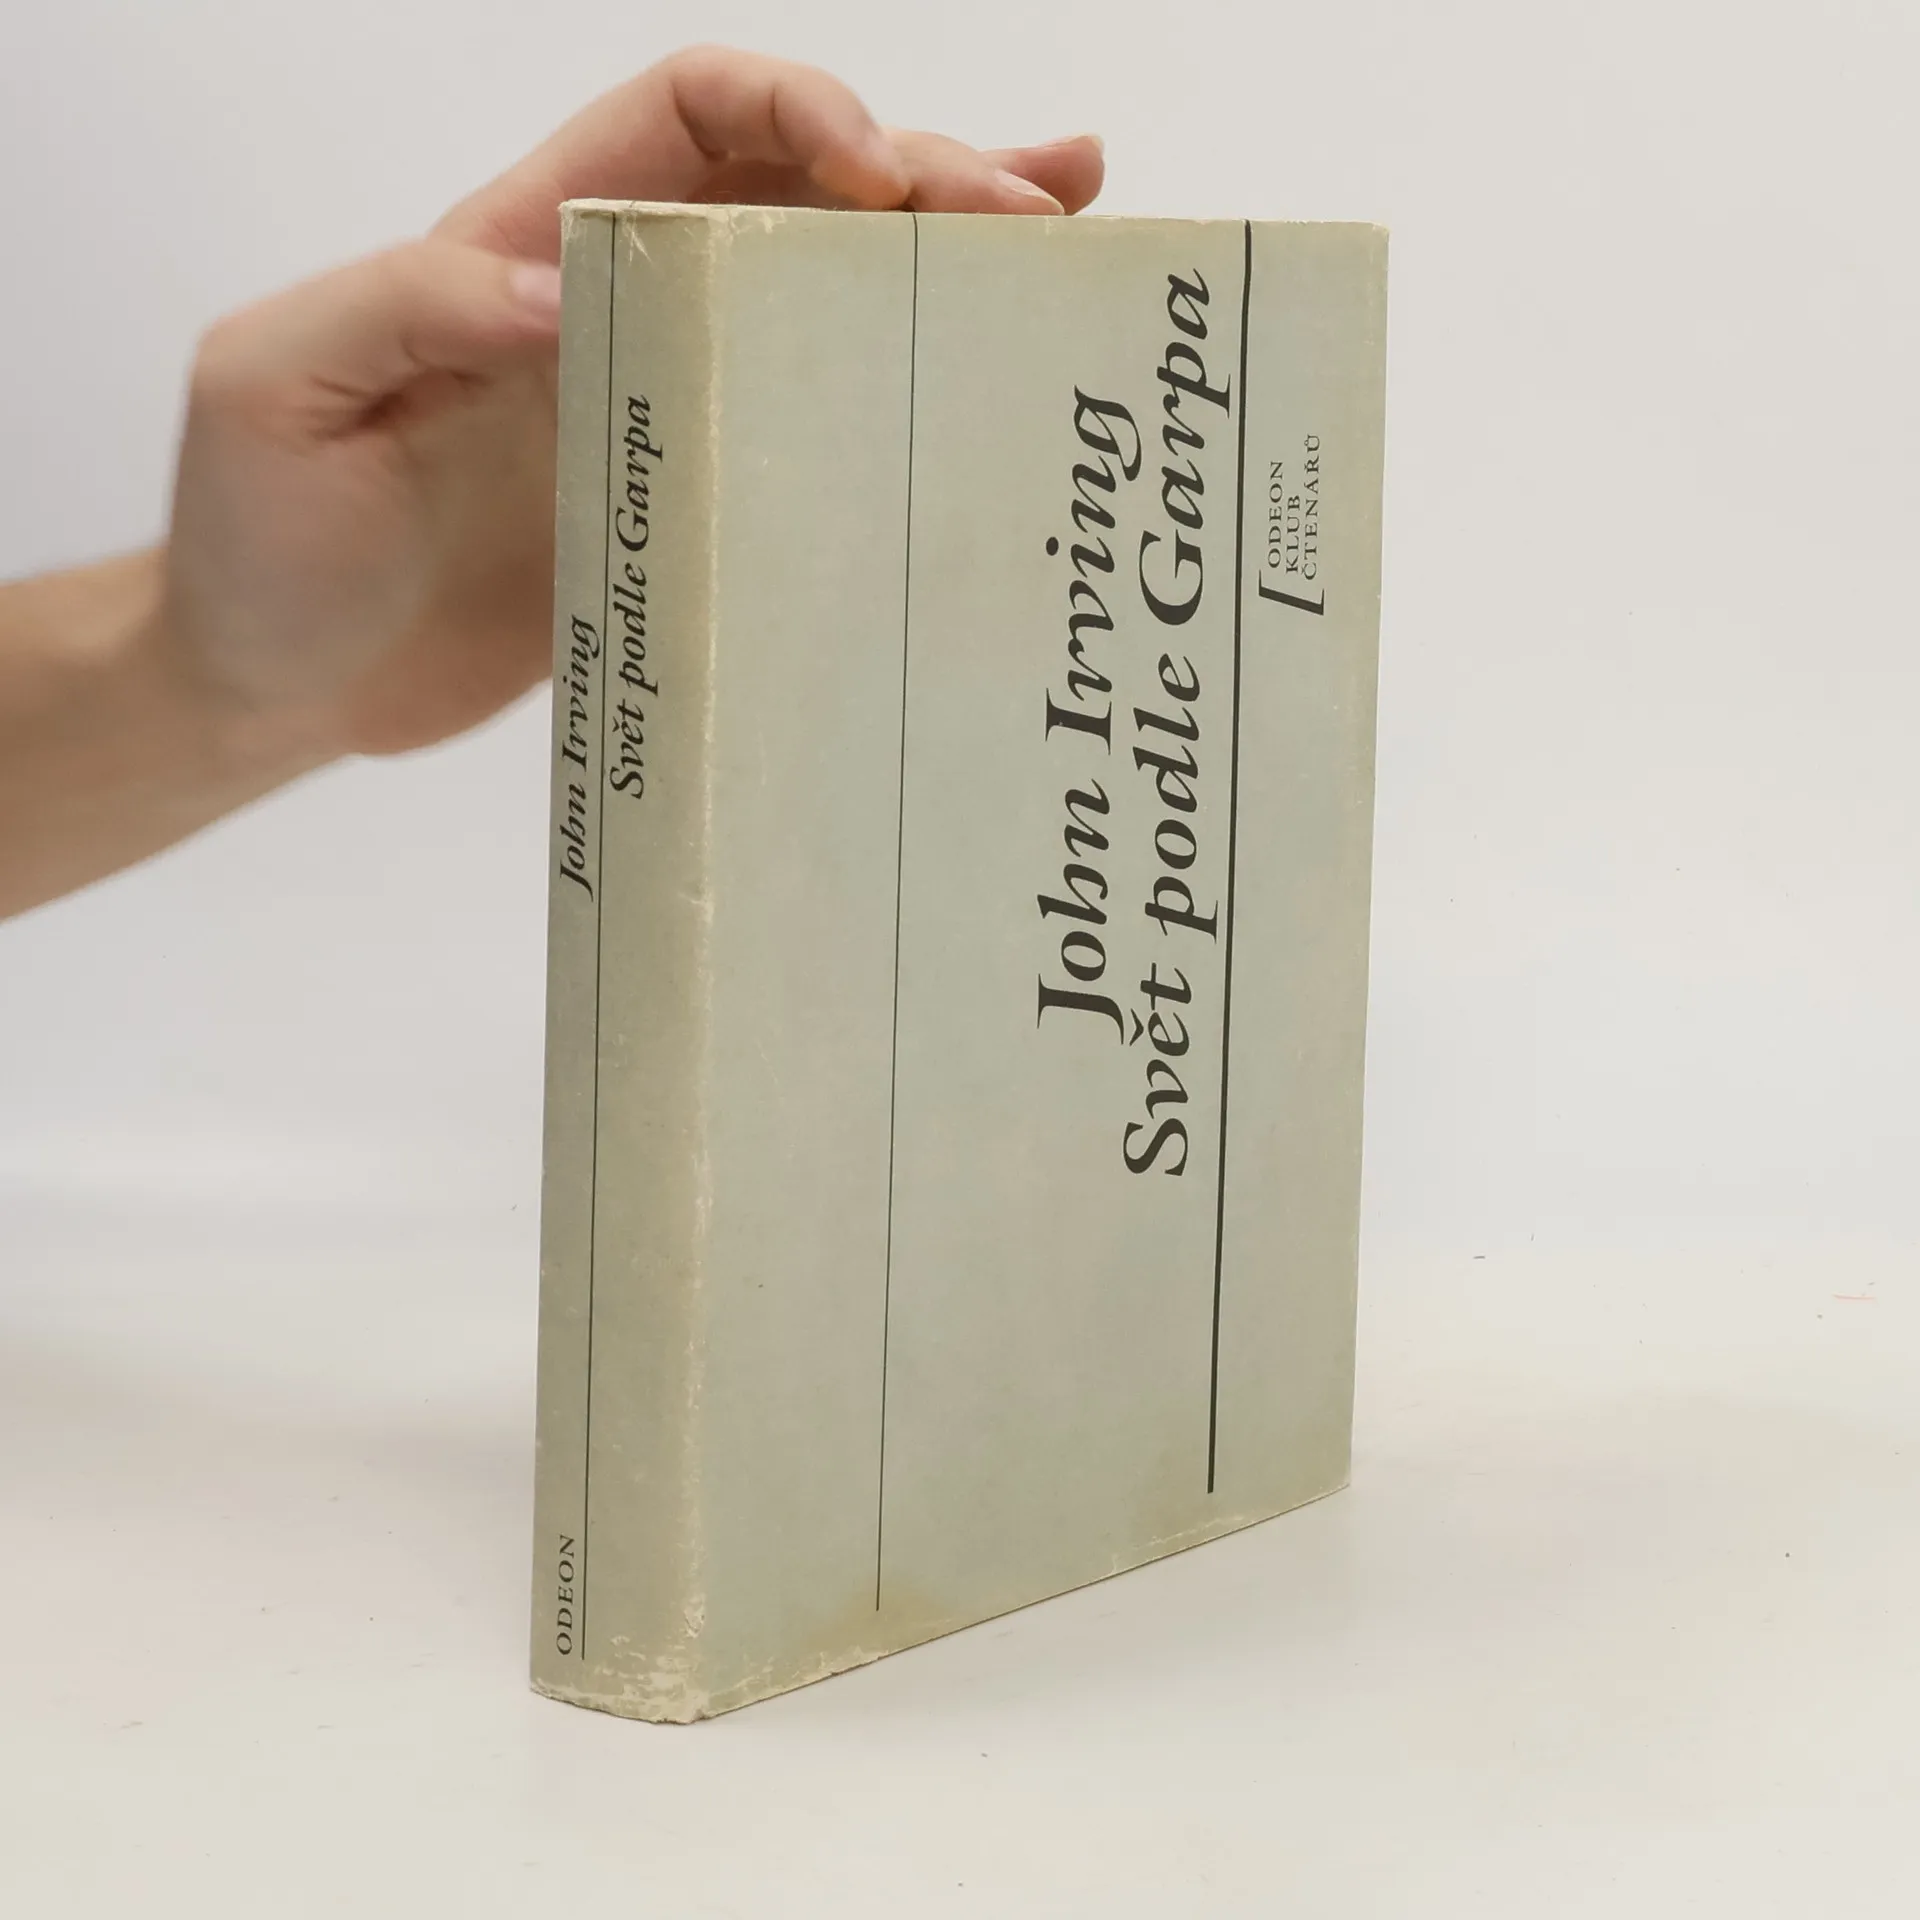 John Irving
Svět podle Garpa
ODEON
John Irving
Svět podle Garpa
ODEON
KLUB
ČTENÁŘŮ